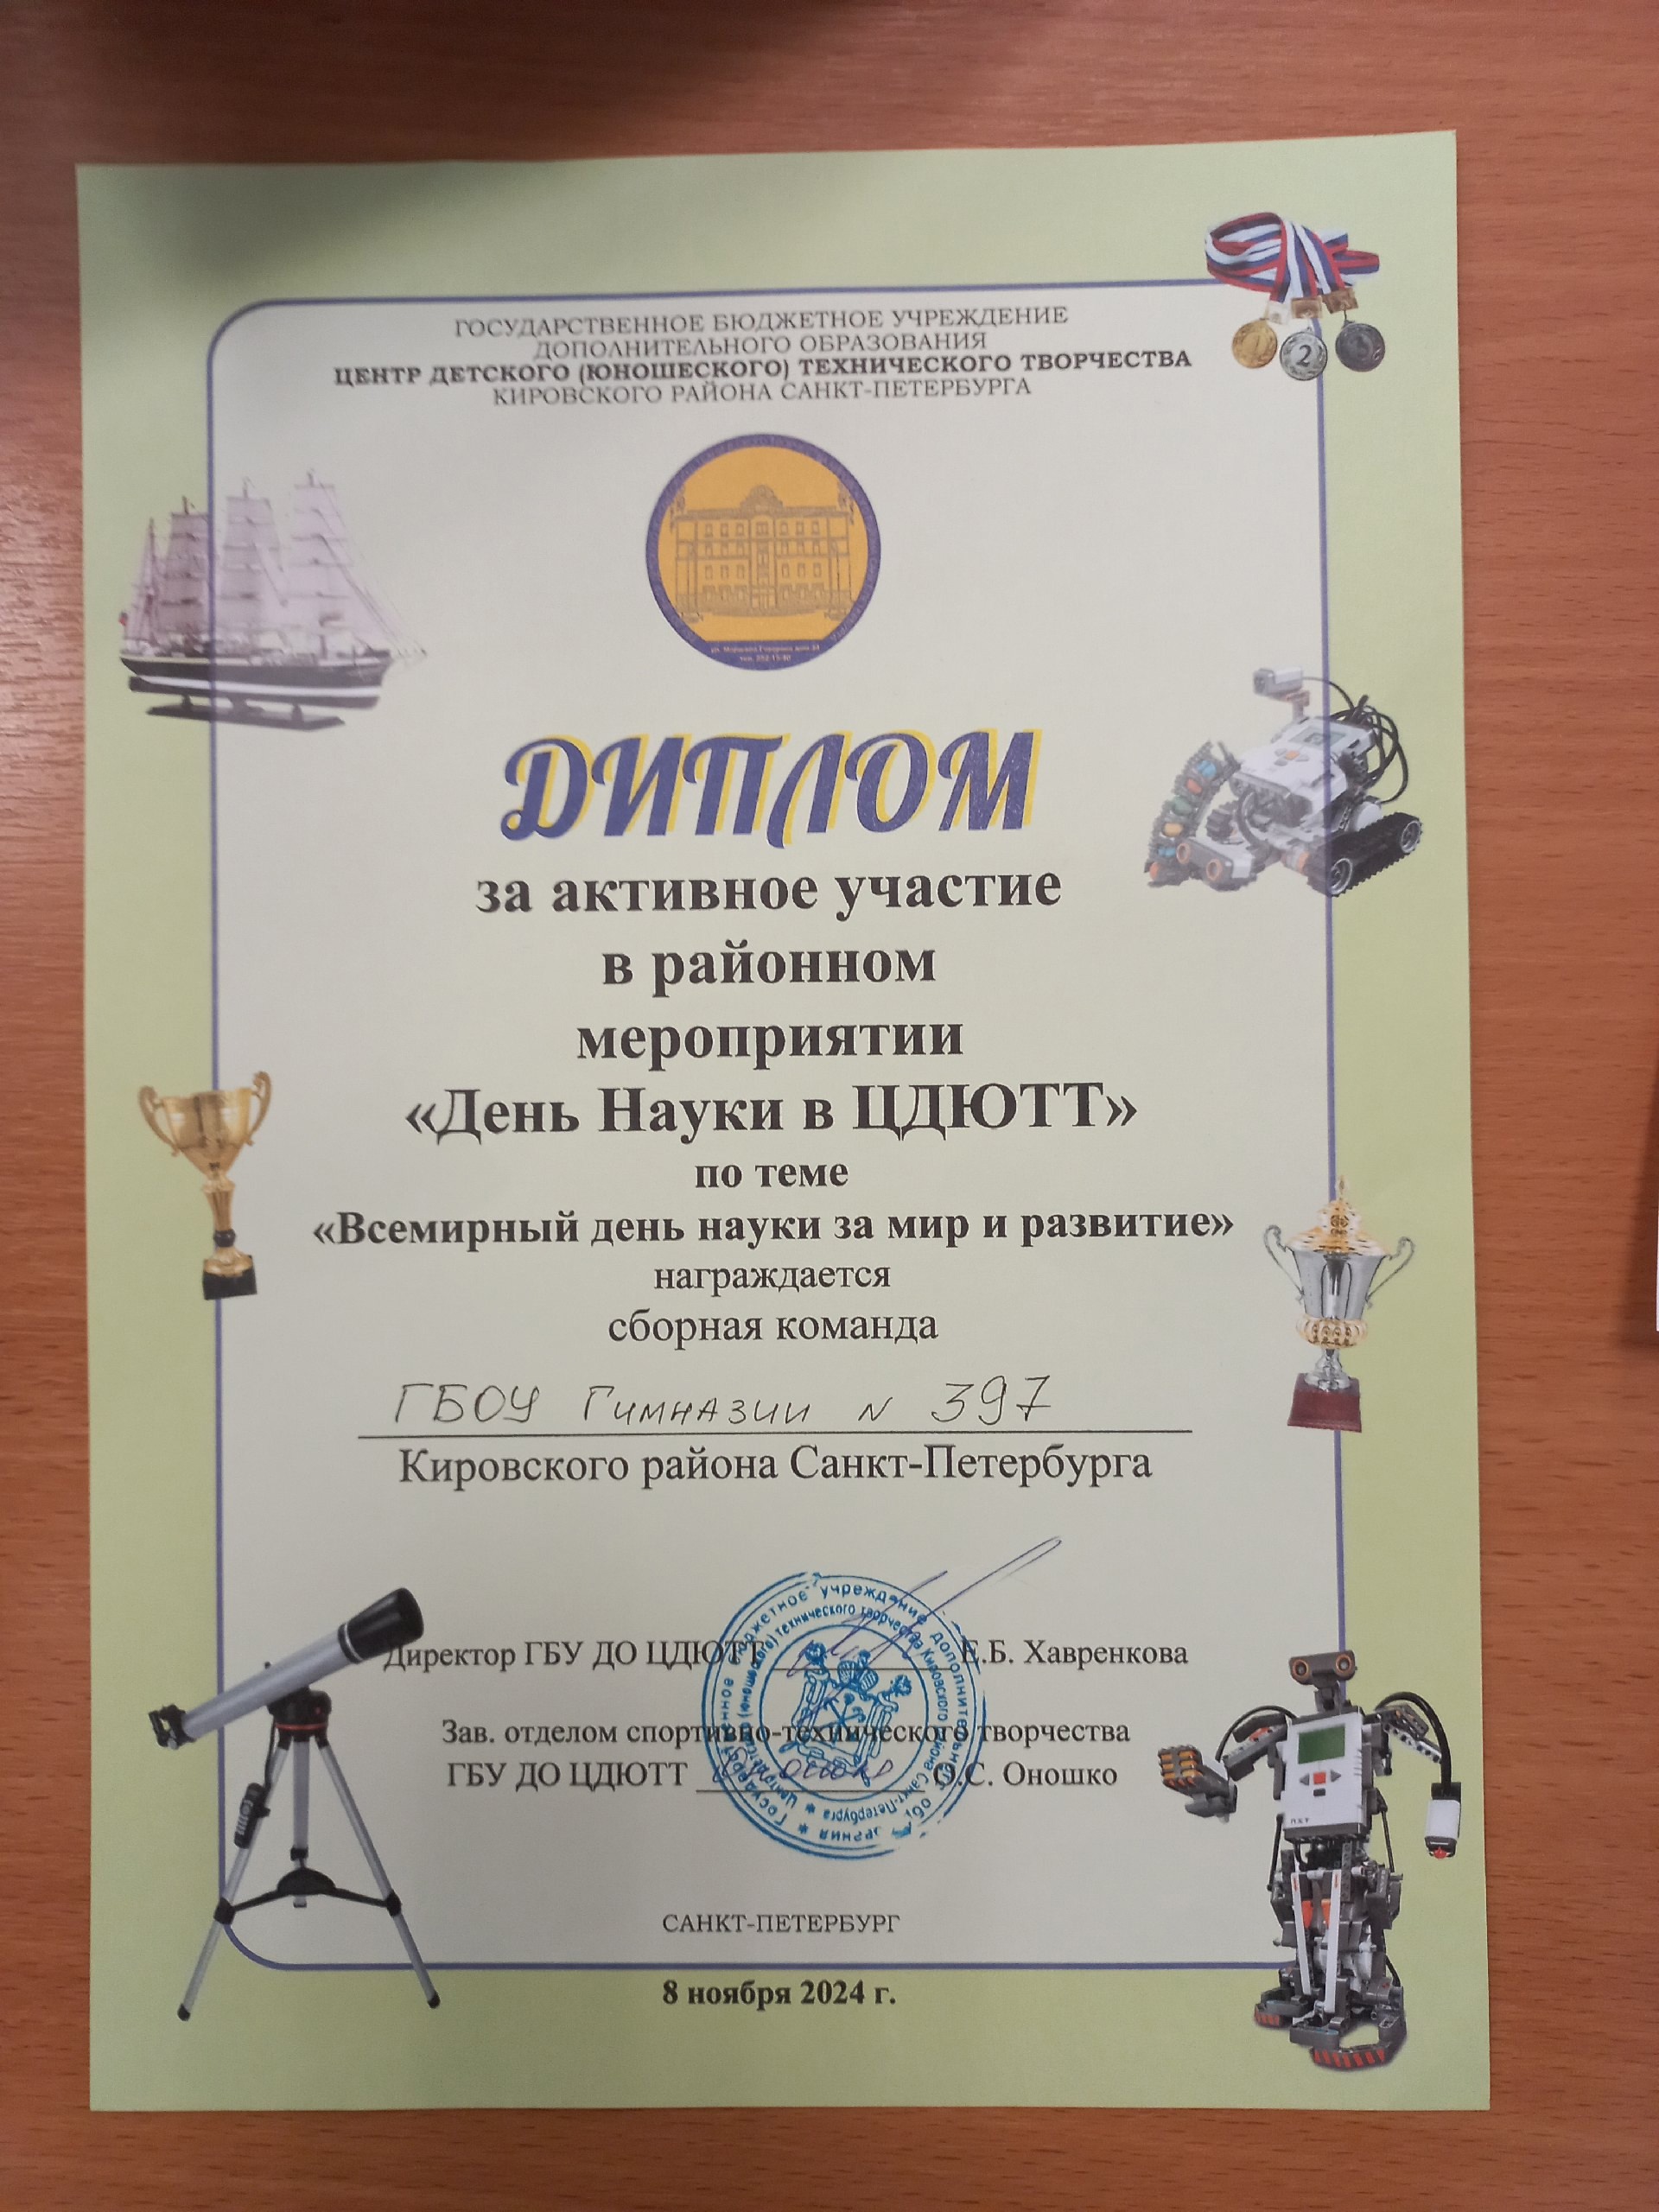 ГОСУДАРСТВЕННОЕ БЮДЖЕТНОЕ УЧРЕЖДЕНИЕ
ДОПОЛНИТЕЛЬНОГО ОБРАЗОВАНИЯ
ЦЕНТР ДЕТСКОГО (ЮНОШЕСКОГО) ТЕХНИЧЕСКОГО ТВОРЧЕСТВА
КИРОВСКОГО РАЙОНА САНКТ-ПЕТЕРБУРГА
ДИПЛОМ
за активное участие
в районном
мероприятии
«День Науки в ЦДЮТТ»
по теме
«Всемирный день науки за мир и развитие»
награждается
сборная команда
ГБОУ Гимназии N 397
Кировского района Санкт-Петербурга
Директор ГБУ ДО ЦДЮТТ Е.Б. Хавренкова
Зав. отделом спортивно-технического творчества
ГБУ ДО ЦДЮТТ О.С. Оношко
САНКТ-ПЕТЕРБУРГ
8 ноября 2024 г.